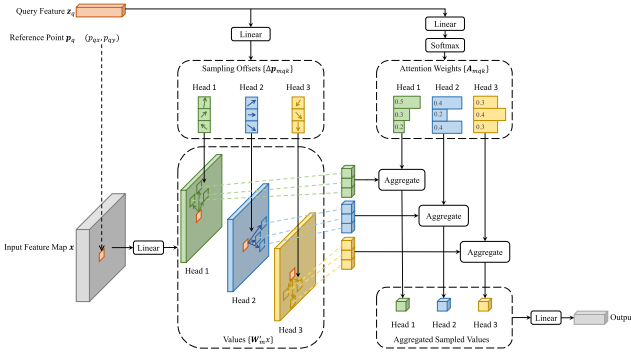 Query Feature z_q
Reference Point p_q (p_qx, p_qy)
Linear
Linear
Softmax
Sampling Offsets {Δp_mqk}
Head 1 Head 2 Head 3
Attention Weights {A_mqk}
Head 1 Head 2 Head 3
0.5 0.4 0.3
0.3 0.2 0.4
0.2 0.4 0.3
Aggregate
Aggregate
Aggregate
Input Feature Map x
Linear
Head 1
Head 2
Head 3
Values {W'_m x}
Head 1 Head 2 Head 3
Aggregated Sampled Values
Linear
Output